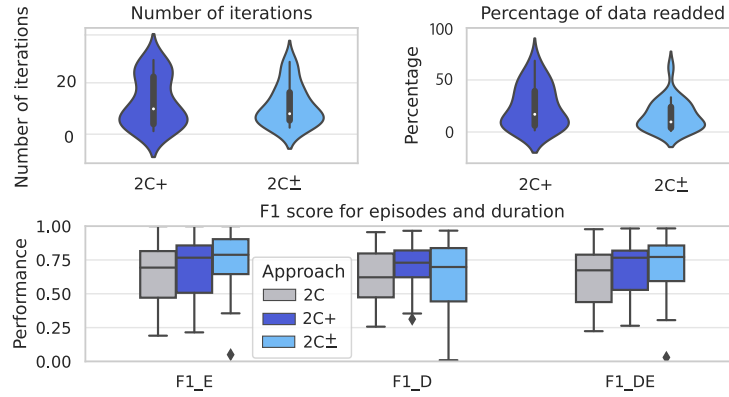 Number of iterations
Number of iterations
20
0
2C+
2C±
Percentage of data readded
Percentage
100
50
0
2C+
2C±
F1 score for episodes and duration
Performance
1.00
0.75
0.50
0.25
0.00
Approach
2C
2C+
2C±
F1_E
F1_D
F1_DE